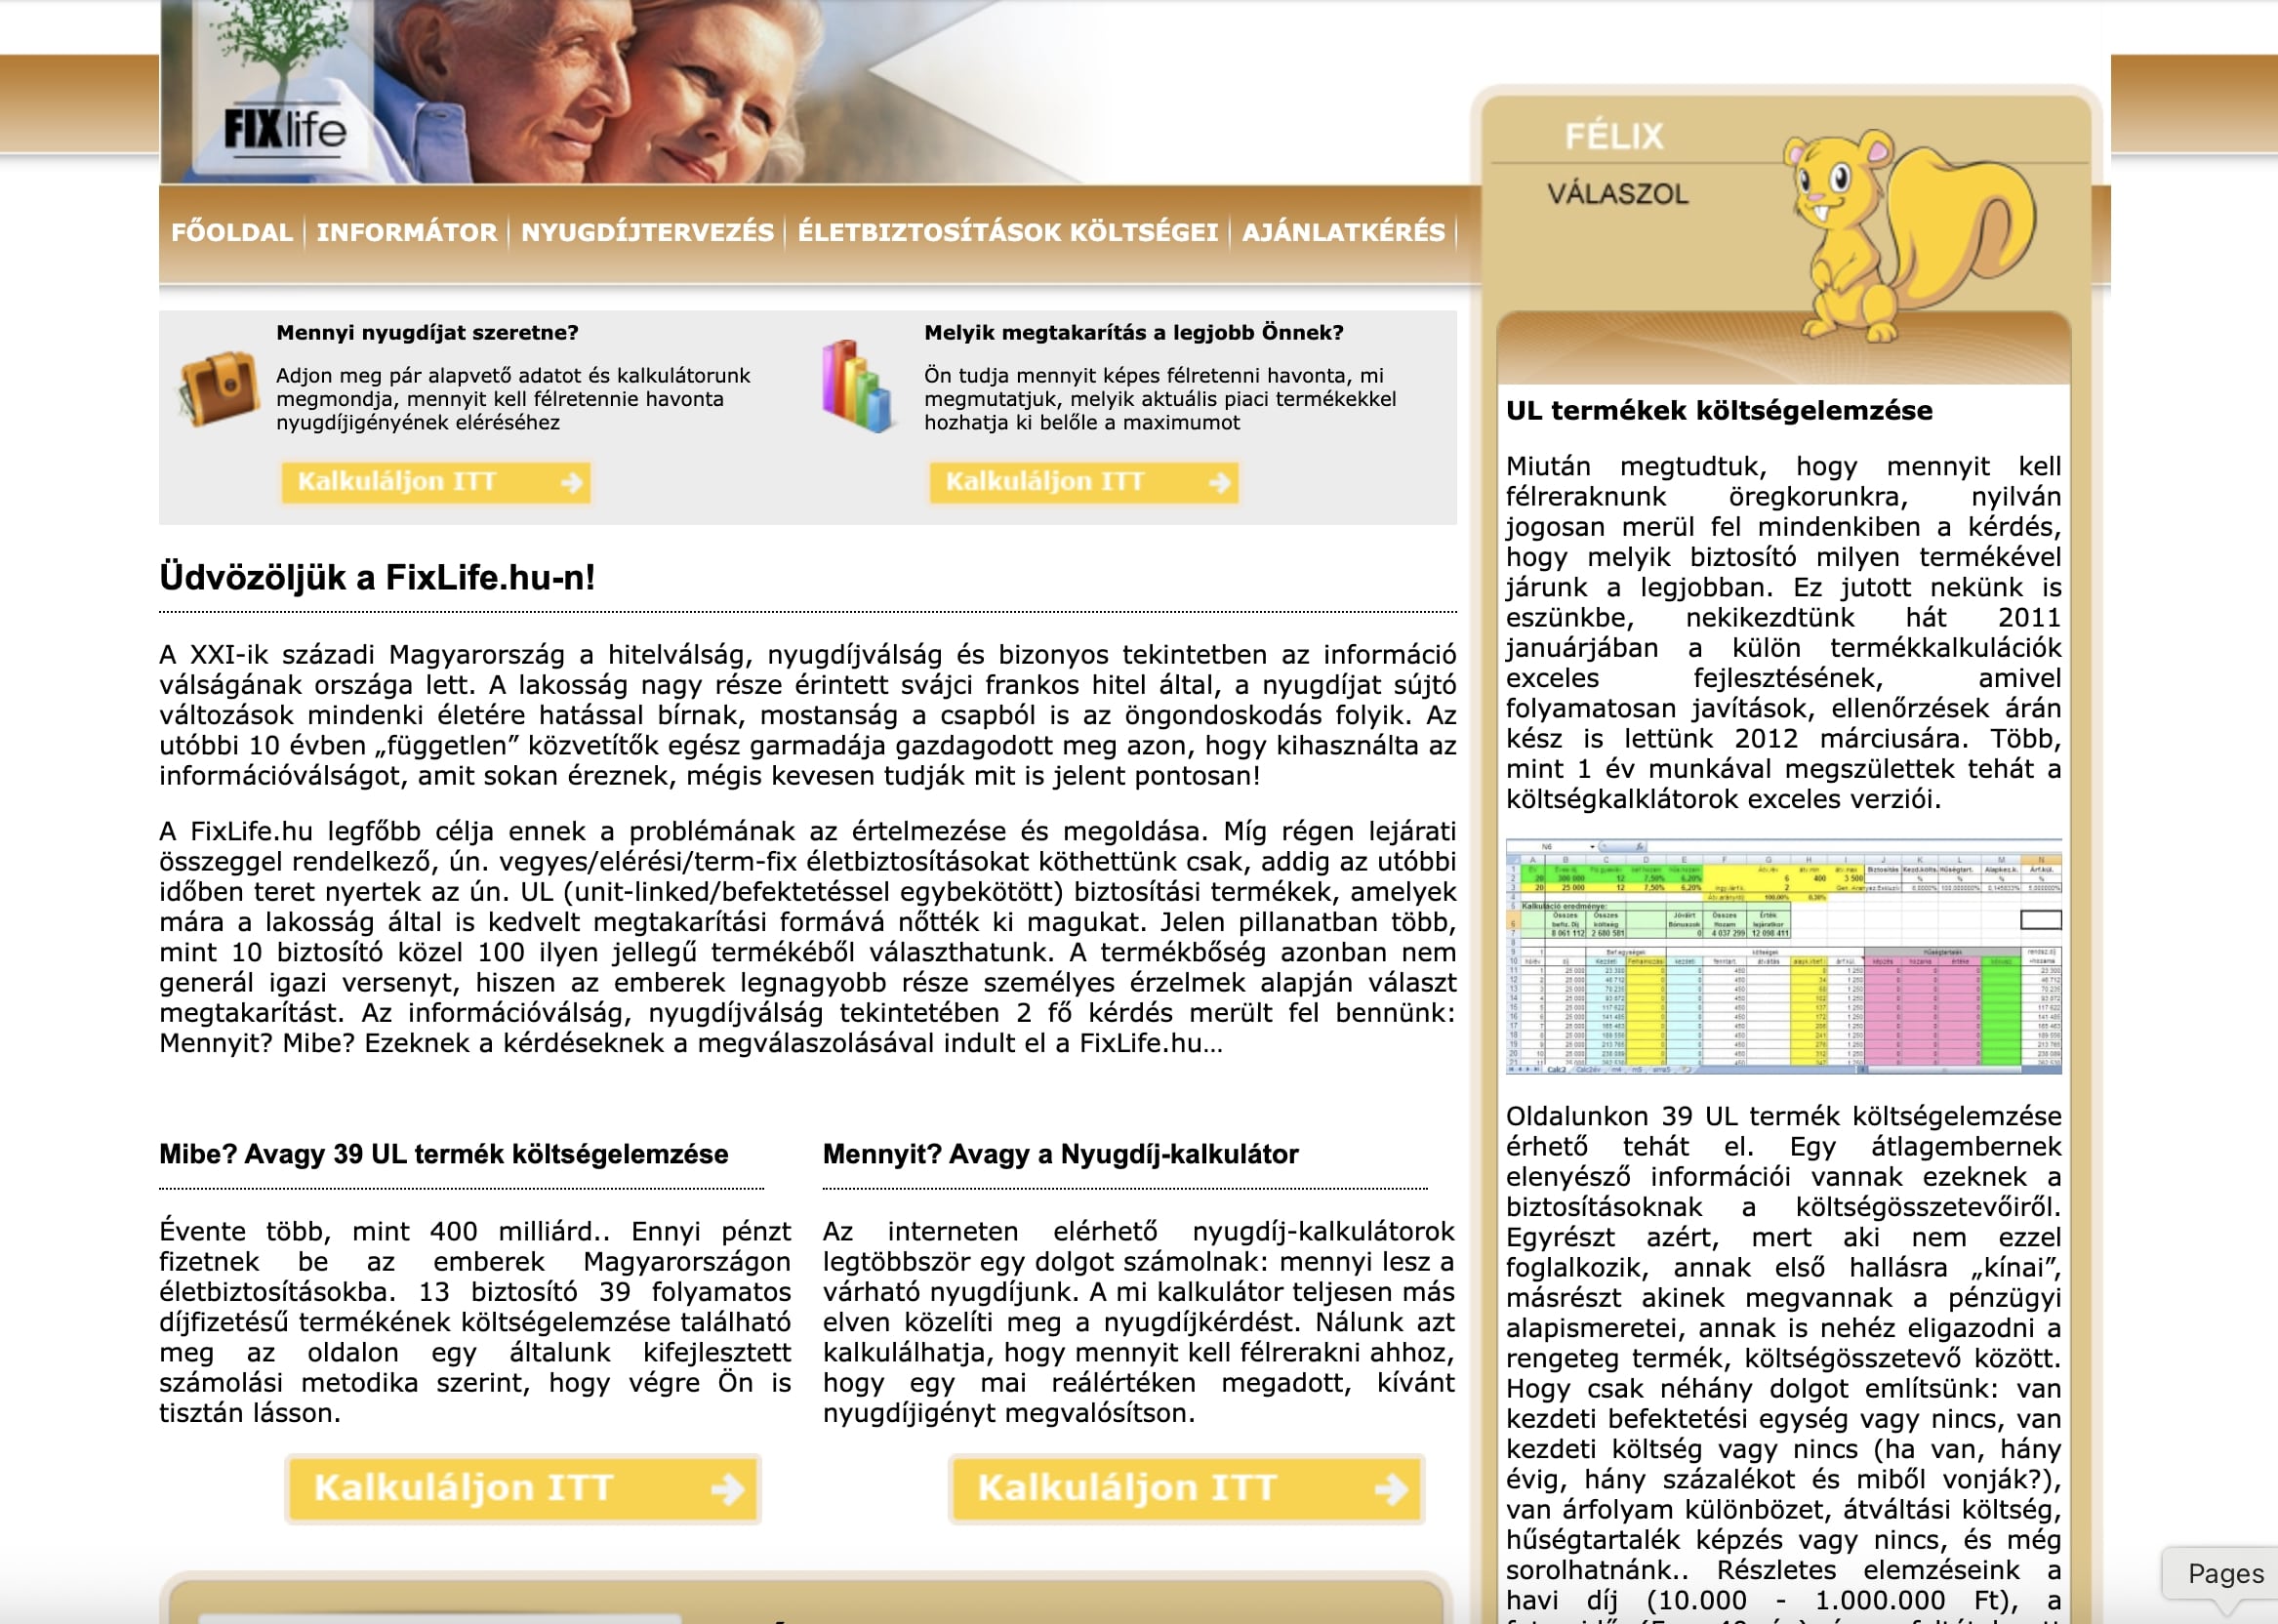 FIXlife
FŐOLDAL
INFORMÁTOR
NYUGDÍJTERVEZÉS
ÉLETBIZTOSÍTÁSOK KÖLTSÉGEI
AJÁNLATKÉRÉS
Mennyi nyugdíjat szeretne?
Adjon meg pár alapvető adatot és kalkulátorunk
megmondja, mennyit kell félretennie havonta
nyugdíjigényének eléréséhez
Kalkuláljon ITT
Melyik megtakarítás a legjobb Önnek?
Ön tudja mennyit képes félretenni havonta, mi
megmutatjuk, melyik aktuális piaci termékekkel
hozhatja ki belőle a maximumot
Kalkuláljon ITT
Üdvözöljük a FixLife.hu-n!
A XXI-ik századi Magyarország a hitelválság, nyugdíjválság és bizonyos tekintetben az információ
válságának országa lett. A lakosság nagy része érintett svájci frankos hitel által, a nyugdíjat sújtó
változások mindenki életére hatással bírnak, mostanság a csapból is az öngondoskodás folyik. Az
utóbbi 10 évben „független” közvetítők egész garmadája gazdagodott meg azon, hogy kihasználta az
információválságot, amit sokan éreznek, mégis kevesen tudják mit is jelent pontosan!
A FixLife.hu legfőbb célja ennek a problémának az értelmezése és megoldása. Míg régen lejárati
összeggel rendelkező, ún. vegyes/elérési/term-fix életbiztosításokat köthettünk csak, addig az utóbbi
időben teret nyertek az ún. UL (unit-linked/befektetéssel egybekötött) biztosítási termékek, amelyek
mára a lakosság által is kedvelt megtakarítási formává nőtték ki magukat. Jelen pillanatban több,
mint 10 biztosító közel 100 ilyen jellegű termékéből választhatunk. A termékbőség azonban nem
generál igazi versenyt, hiszen az emberek legnagyobb része személyes érzelmek alapján választ
megtakarítást. Az információválság, nyugdíjválság tekintetében 2 fő kérdés merült fel bennünk:
Mennyit? Mibe? Ezeknek a kérdéseknek a megválaszolásával indult el a FixLife.hu...
Mibe? Avagy 39 UL termék költségelemzése
Évente több, mint 400 milliárd.. Ennyi pénzt
fizetnek be az emberek Magyarországon
életbiztosításokba. 13 biztosító 39 folyamatos
díjfizetésű termékének költségelemzése található
meg az oldalon egy általunk kifejlesztett
számolási metodika szerint, hogy végre Ön is
tisztán lásson.
Kalkuláljon ITT
Mennyit? Avagy a Nyugdíj-kalkulátor
Az interneten elérhető nyugdíj-kalkulátorok
legtöbbször egy dolgot számolnak: mennyi lesz a
várható nyugdíjunk. A mi kalkulátor teljesen más
elven közelíti meg a nyugdíjkérdést. Nálunk azt
kalkulálhatja, hogy mennyit kell félrerakni ahhoz,
hogy egy mai reálértéken megadott, kívánt
nyugdíjigényt megvalósítson.
Kalkuláljon ITT
FÉLIX
VÁLASZOL
UL termékek költségelemzése
Miután megtudtuk, hogy mennyit kell
félreraknunk öregkorunkra, nyilván
jogosan merül fel mindenkiben a kérdés,
hogy melyik biztosító milyen termékével
járunk a legjobban. Ez jutott nekünk is
eszünkbe, nekikezdtünk hát 2011
januárjában a külön termékkalkulációk
exceles fejlesztésének, amivel
folyamatosan javítások, ellenőrzések árán
kész is lettünk 2012 márciusára. Több,
mint 1 év munkával megszülettek tehát a
költségkalklátorok exceles verziói.
Kalkuláció eredménye:
8 061 112 2 680 581 0 4 037 299 12 098 411
Oldalunkon 39 UL termék költségelemzése
érhető tehát el. Egy átlagembernek
elenyésző információi vannak ezeknek a
biztosításoknak a költségösszetevőiről.
Egyrészt azért, mert aki nem ezzel
foglalkozik, annak első hallásra „kínai”,
másrészt akinek megvannak a pénzügyi
alapismeretei, annak is nehéz eligazodni a
rengeteg termék, költségösszetevő között.
Hogy csak néhány dolgot említsünk: van
kezdeti befektetési egység vagy nincs, van
kezdeti költség vagy nincs (ha van, hány
évig, hány százalékot és miből vonják?),
van árfolyam különbözet, átváltási költség,
hűségtartalék képzés vagy nincs, és még
sorolhatnánk.. Részletes elemzéseink a
havi díj (10.000 - 1.000.000 Ft), a
Pages